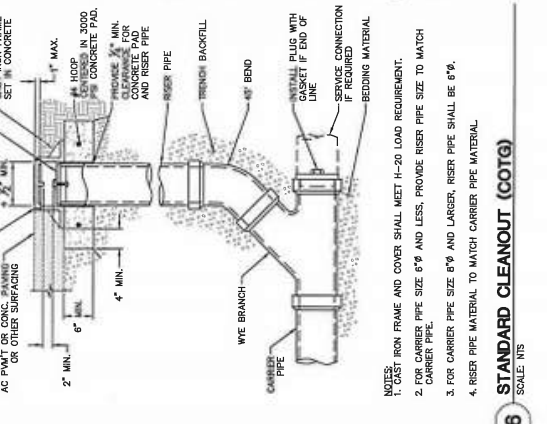 SET IN CONCRETE
1" MAX.
#4 HOOP
CENTERED IN 3000
PSI CONCRETE PAD.
PROVIDE ½" MIN.
CLEARANCE FOR
CONCRETE PAD
AND RISER PIPE
RISER PIPE
TRENCH BACKFILL
45° BEND
INSTALL PLUG WITH
GASKET IF END OF
LINE
SERVICE CONNECTION
IF REQUIRED
BEDDING MATERIAL
AC PVM'T OR CONC. PAVING
OR OTHER SURFACING
2" MIN.
6" MIN.
4" MIN.
WYE BRANCH
CARRIER
PIPE
NOTES:
1. CAST IRON FRAME AND COVER SHALL MEET H-20 LOAD REQUIREMENT.
2. FOR CARRIER PIPE SIZE 6"Ø AND LESS, PROVIDE RISER PIPE SIZE TO MATCH
CARRIER PIPE.
3. FOR CARRIER PIPE SIZE 8"Ø AND LARGER, RISER PIPE SHALL BE 6"Ø.
4. RISER PIPE MATERIAL TO MATCH CARRIER PIPE MATERIAL
6
STANDARD CLEANOUT (COTG)
SCALE: NTS